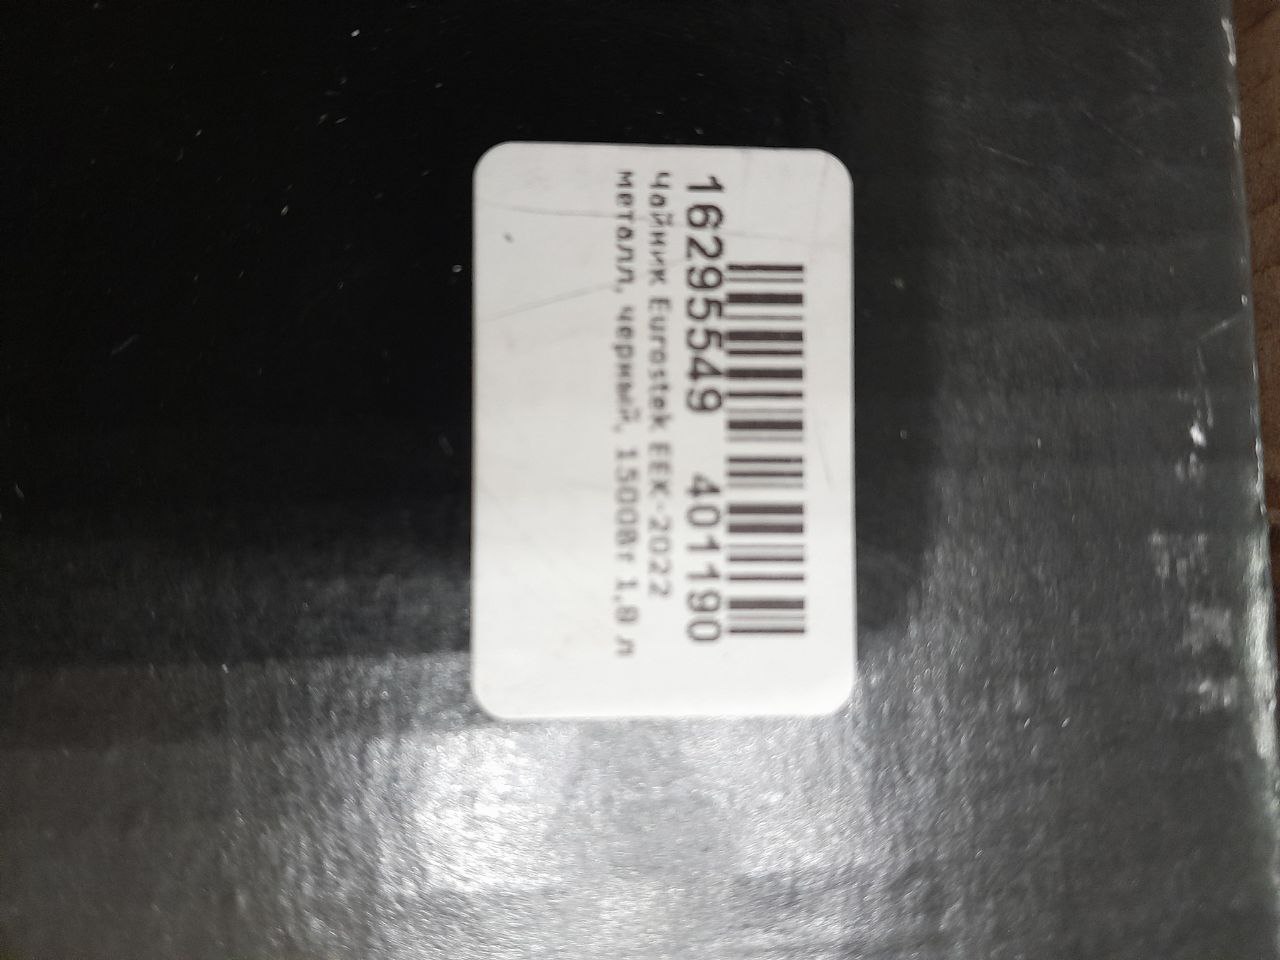 16295549 401190
Чайник Eurostek EEK-2022
металл, черный, 1500Вт 1,8 л